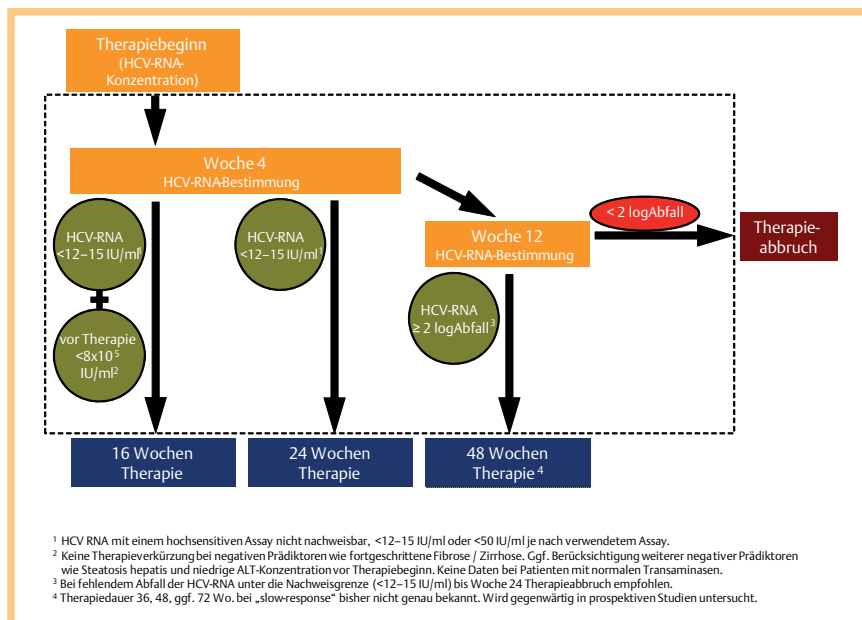 Therapiebeginn
(HCV-RNA-
Konzentration)
Woche 4
HCV-RNA-Bestimmung
HCV-RNA
<12–15 IU/ml¹
vor Therapie
<8x10⁵
IU/ml²
HCV-RNA
<12–15 IU/ml¹
Woche 12
HCV-RNA-Bestimmung
< 2 logAbfall
Therapie-
abbruch
HCV-RNA
≥ 2 logAbfall³
16 Wochen
Therapie
24 Wochen
Therapie
48 Wochen
Therapie⁴
¹ HCV RNA mit einem hochsensitiven Assay nicht nachweisbar, <12–15 IU/ml oder <50 IU/ml je nach verwendetem Assay.
² Keine Therapieverkürzung bei negativen Prädiktoren wie fortgeschrittene Fibrose / Zirrhose. Ggf. Berücksichtigung weiterer negativer Prädiktoren
wie Steatosis hepatis und niedrige ALT-Konzentration vor Therapiebeginn. Keine Daten bei Patienten mit normalen Transaminasen.
³ Bei fehlendem Abfall der HCV-RNA unter die Nachweisgrenze (<12–15 IU/ml) bis Woche 24 Therapieabbruch empfohlen.
⁴ Therapiedauer 36, 48, ggf. 72 Wo. bei „slow-response“ bisher nicht genau bekannt. Wird gegenwärtig in prospektiven Studien untersucht.